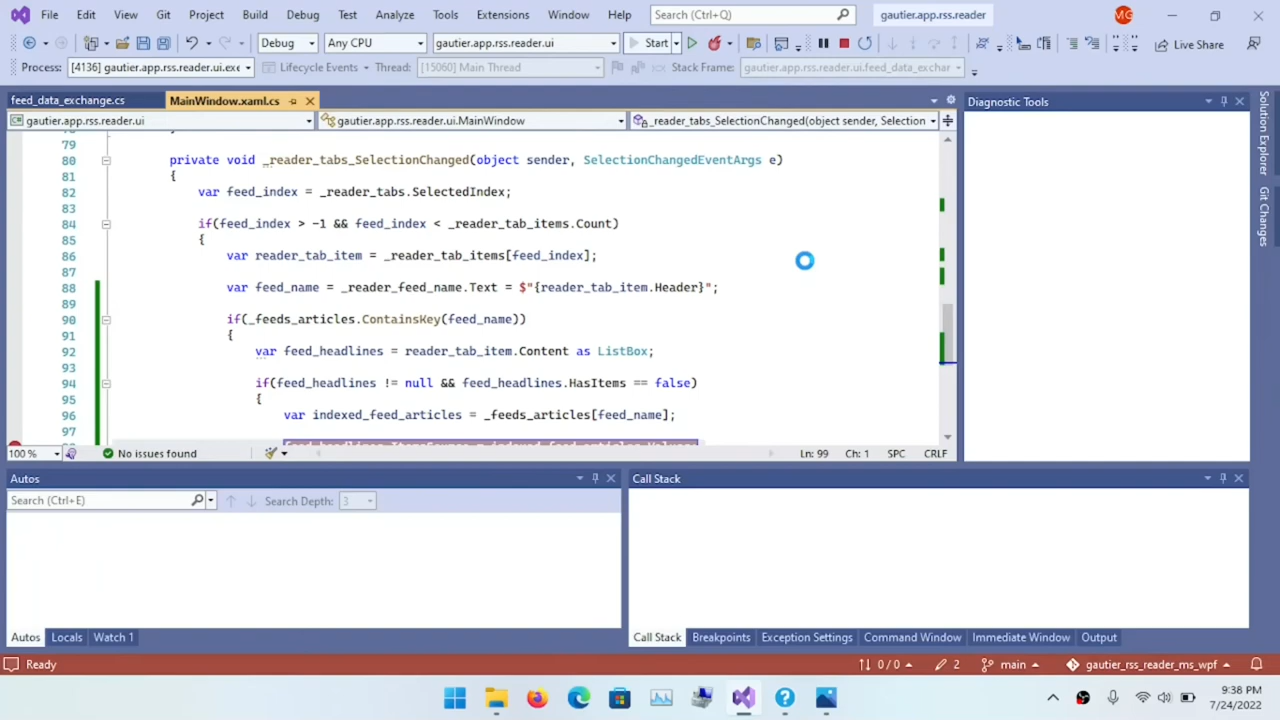 File Edit View Git Project Build Debug Test Analyze Tools Extensions Window Help Search (Ctrl+Q) gautier.app.rss.reader MG
Debug Any CPU gautier.app.rss.reader.ui Start Live Share
Process: [4136] gautier.app.rss.reader.ui.exe Lifecycle Events Thread: [15060] Main Thread Stack Frame: gautier.app.rss.reader.ui.feed_data_exchar
feed_data_exchange.cs MainWindow.xaml.cs Diagnostic Tools
gautier.app.rss.reader.ui gautier.app.rss.reader.ui.MainWindow _reader_tabs_SelectionChanged(object sender, Selection
79
80 private void _reader_tabs_SelectionChanged(object sender, SelectionChangedEventArgs e)
81 {
82 var feed_index = _reader_tabs.SelectedIndex;
83
84 if(feed_index > -1 && feed_index < _reader_tab_items.Count)
85 {
86 var reader_tab_item = _reader_tab_items[feed_index];
87
88 var feed_name = _reader_feed_name.Text = $"{reader_tab_item.Header}";
89
90 if(_feeds_articles.ContainsKey(feed_name))
91 {
92 var feed_headlines = reader_tab_item.Content as ListBox;
93
94 if(feed_headlines != null && feed_headlines.HasItems == false)
95 {
96 var indexed_feed_articles = _feeds_articles[feed_name];
97
100 % No issues found Ln: 99 Ch: 1 SPC CRLF
Solution Explorer
Git Changes
Autos
Search (Ctrl+E) Search Depth: 3
Autos Locals Watch 1
Call Stack
Call Stack Breakpoints Exception Settings Command Window Immediate Window Output
Ready 0 / 0 2 main gautier_rss_reader_ms_wpf
9:38 PM
7/24/2022